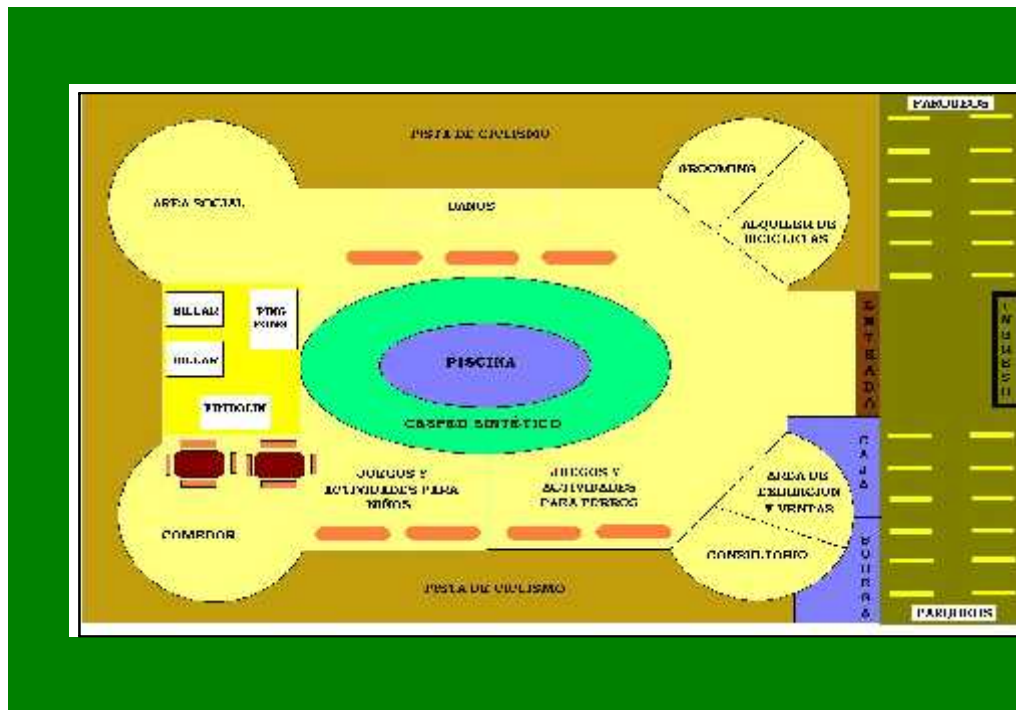 PARQUEOS
PISTA DE CICLISMO
GROOMING
AREA SOCIAL
BAÑOS
ALQUILER DE
BICICLETAS
BILLAR
PING
PONG
ENTRADA
INGRESO
BILLAR
PISCINA
FUTBOLIN
CESPED SINTÉTICO
CAJA
JUEGOS Y
ACTIVIDADES PARA
NIÑOS
JUEGOS Y
ACTIVIDADES
PARA PERROS
AREA DE
EXHIBICION
Y VENTAS
COMEDOR
CONSULTORIO
PISTA DE CICLISMO
PARQUEOS